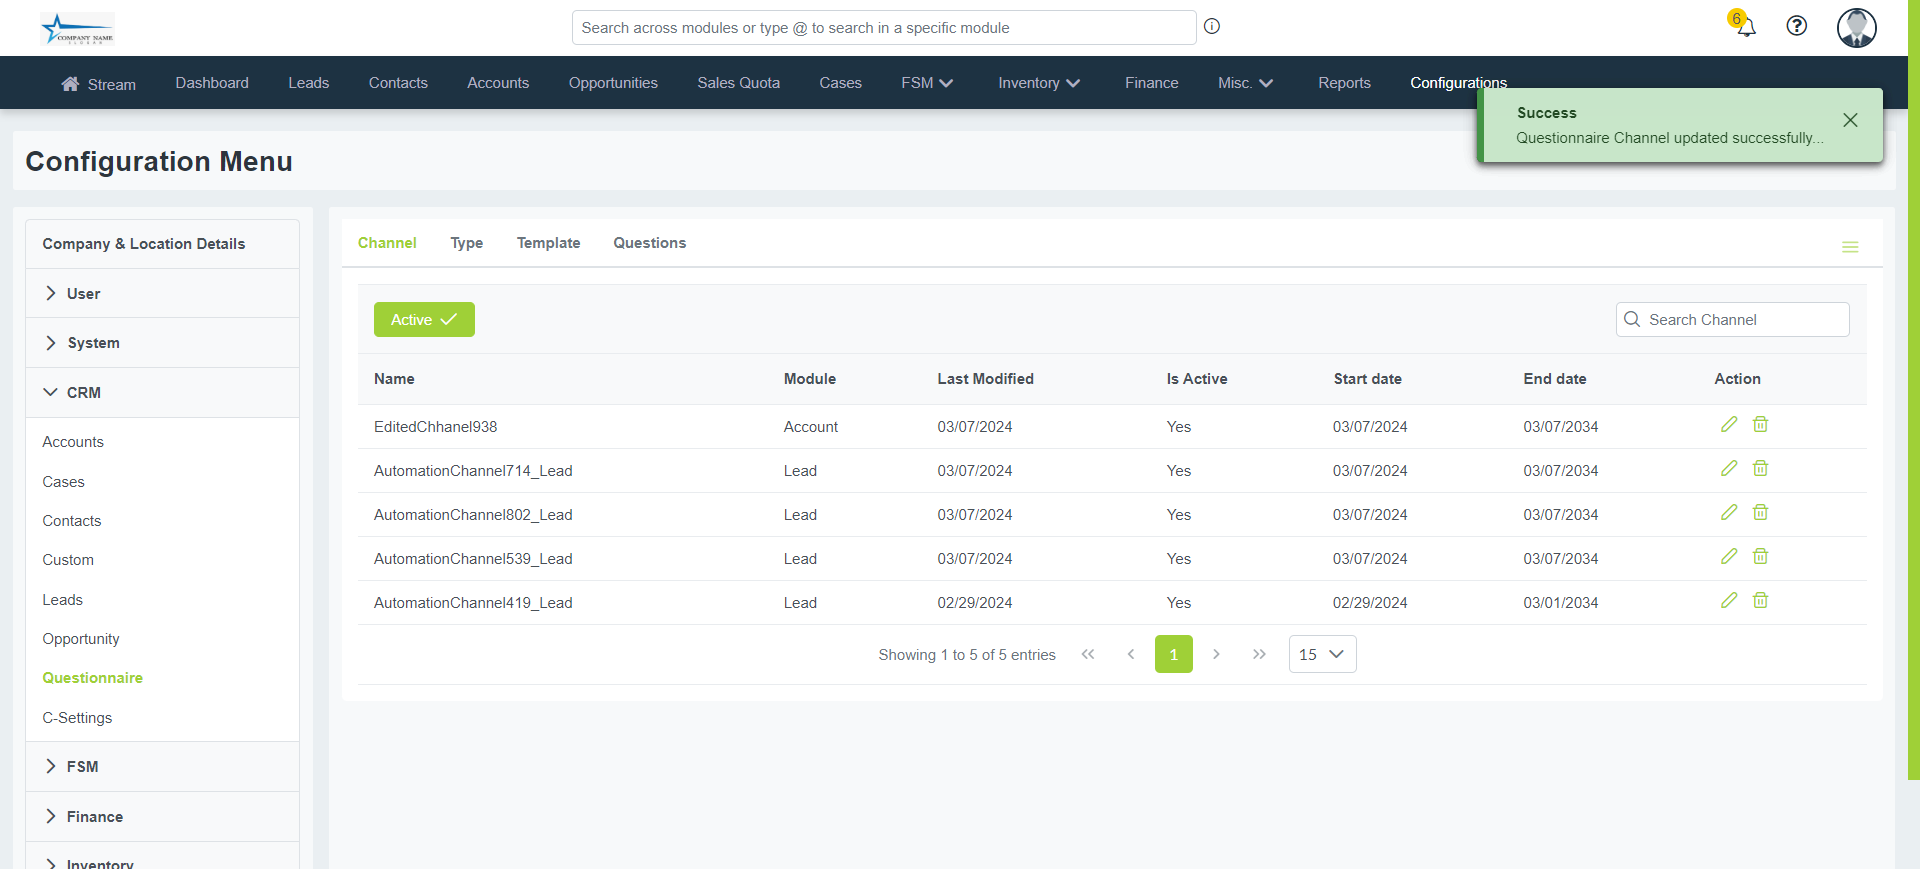 COMPANY NAME
Search across modules or type @ to search in a specific module
6
Stream Dashboard Leads Contacts Accounts Opportunities Sales Quota Cases FSM Inventory Finance Misc. Reports Configurations
Success
Questionnaire Channel updated successfully...
Configuration Menu
Company & Location Details
User
System
CRM
Accounts
Cases
Contacts
Custom
Leads
Opportunity
Questionnaire
C-Settings
FSM
Finance
Inventory
Channel Type Template Questions
Active
Search Channel
Name Module Last Modified Is Active Start date End date Action
EditedChhanel938 Account 03/07/2024 Yes 03/07/2024 03/07/2034
AutomationChannel714_Lead Lead 03/07/2024 Yes 03/07/2024 03/07/2034
AutomationChannel802_Lead Lead 03/07/2024 Yes 03/07/2024 03/07/2034
AutomationChannel539_Lead Lead 03/07/2024 Yes 03/07/2024 03/07/2034
AutomationChannel419_Lead Lead 02/29/2024 Yes 02/29/2024 03/01/2034
Showing 1 to 5 of 5 entries 1 15